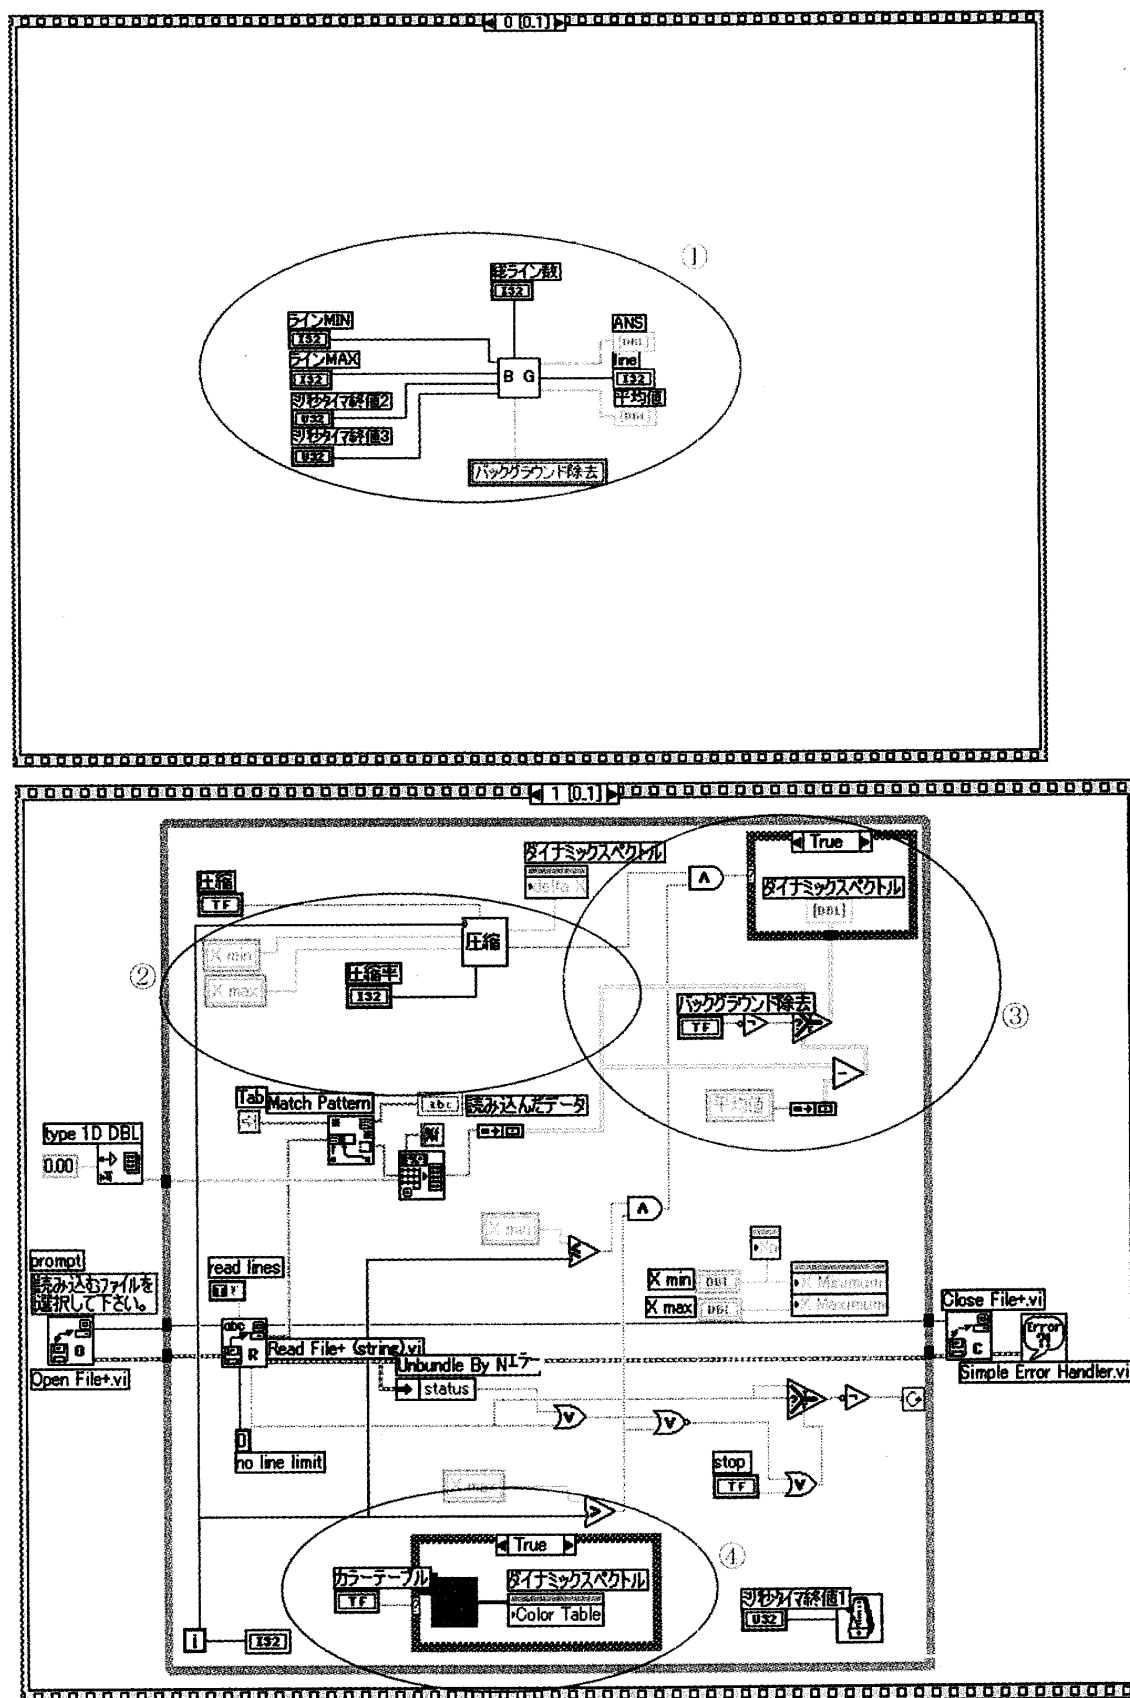 0 [0..1]
①
総ライン数
I32
ラインMIN
I32
ラインMAX
I32
ミリ秒タイマ終値2
U32
ミリ秒タイマ終値3
U32
B G
ANS
DBL
line
I32
平均値
DBL
バックグラウンド除去
1 [0..1]
True
ダイナミックスペクトル
[DBL]
ダイナミックスペクトル
delta X
圧縮
TF
圧縮
X min
X max
圧縮率
I32
②
③
バックグラウンド除去
TF
平均値
Tab
Match Pattern
abc
読み込んだデータ
%f
type 1D DBL
0.00
X min
prompt
読み込むファイルを
選択して下さい。
Open File+.vi
read lines
abc
R
Read File+ (string).vi
Unbundle By N
エラー
status
0
no line limit
X min
DBL
X max
DBL
X Minimum
X Maximum
Close File+.vi
C
Error
?!
Simple Error Handler.vi
stop
TF
X max
True
④
カラーテーブル
TF
ダイナミックスペクトル
Color Table
ミリ秒タイマ終値1
U32
i
I32